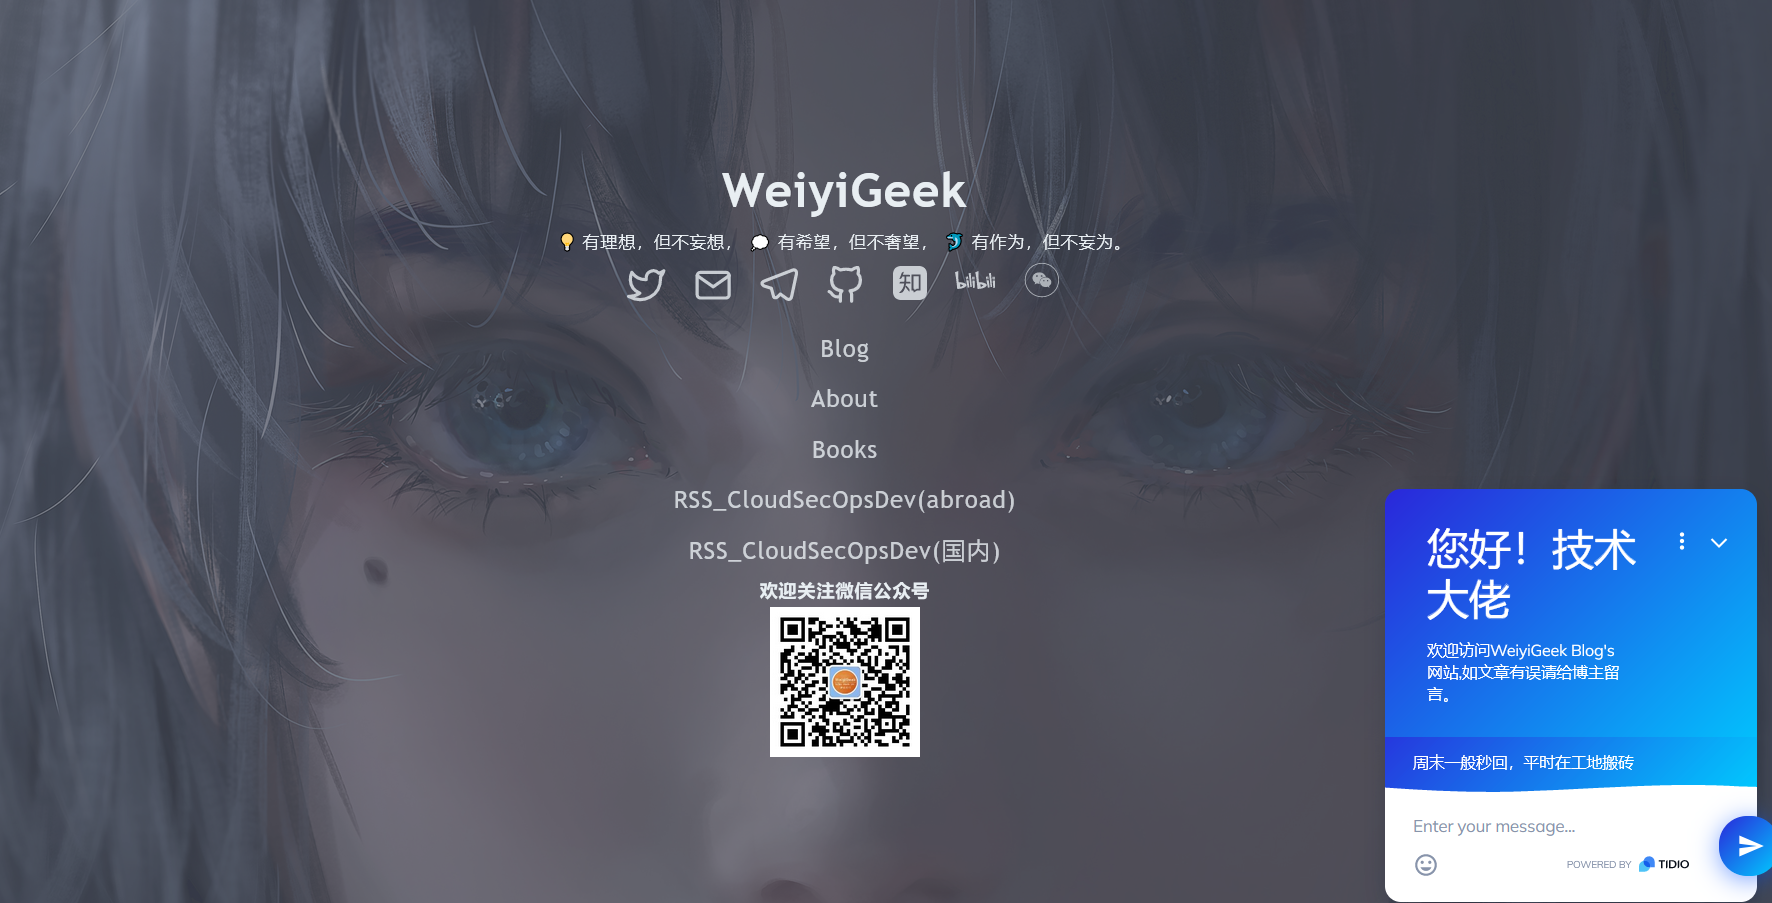 WeiyiGeek
💡 有理想，但不妄想， 💭 有希望，但不奢望， 🐬 有作为，但不妄为。
知 bilibili
Blog
About
Books
RSS_CloudSecOpsDev(abroad)
RSS_CloudSecOpsDev(国内)
欢迎关注微信公众号
您好！技术
大佬
欢迎访问WeiyiGeek Blog's
网站,如文章有误请给博主留
言。
周末一般秒回，平时在工地搬砖
Enter your message...
POWERED BY TIDIO